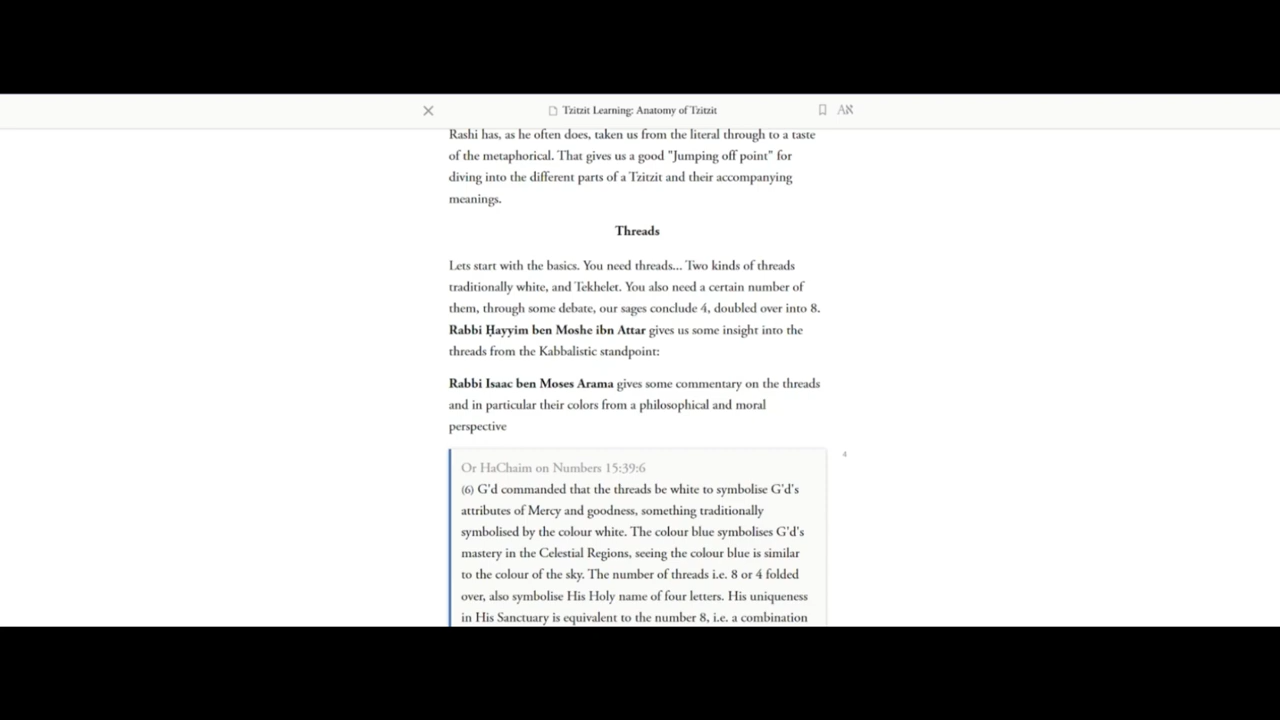 Tzitzit Learning: Anatomy of Tzitzit
Aא
Rashi has, as he often does, taken us from the literal through to a taste
of the metaphorical. That gives us a good "Jumping off point" for
diving into the different parts of a Tzitzit and their accompanying
meanings.
Threads
Lets start with the basics. You need threads... Two kinds of threads
traditionally white, and Tekhelet. You also need a certain number of
them, through some debate, our sages conclude 4, doubled over into 8.
Rabbi Ḥayyim ben Moshe ibn Attar gives us some insight into the
threads from the Kabbalistic standpoint:
Rabbi Isaac ben Moses Arama gives some commentary on the threads
and in particular their colors from a philosophical and moral
perspective
4
Or HaChaim on Numbers 15:39:6
(6) G'd commanded that the threads be white to symbolise G'd's
attributes of Mercy and goodness, something traditionally
symbolised by the colour white. The colour blue symbolises G'd's
mastery in the Celestial Regions, seeing the colour blue is similar
to the colour of the sky. The number of threads i.e. 8 or 4 folded
over, also symbolise His Holy name of four letters. His uniqueness
in His Sanctuary is equivalent to the number 8, i.e. a combination